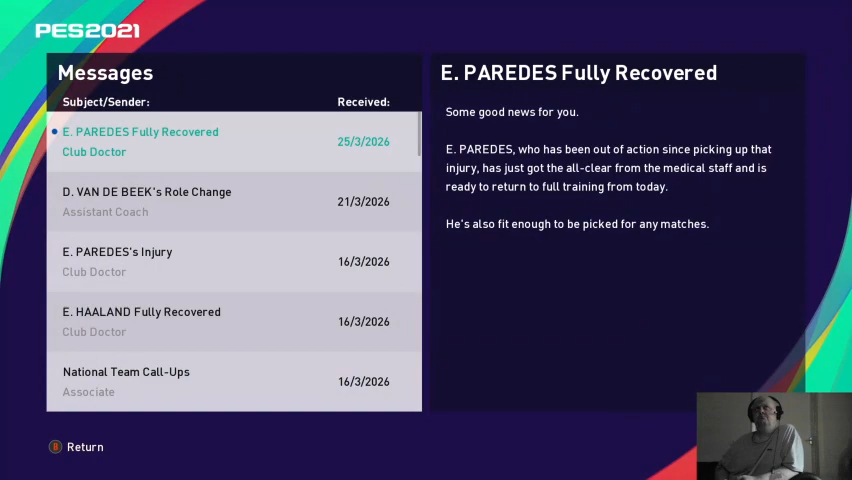 PES2021
Messages
Subject/Sender:
Received:
E. PAREDES Fully Recovered
Club Doctor
25/3/2026
D. VAN DE BEEK's Role Change
Assistant Coach
21/3/2026
E. PAREDES's Injury
Club Doctor
16/3/2026
E. HAALAND Fully Recovered
Club Doctor
16/3/2026
National Team Call-Ups
Associate
16/3/2026
E. PAREDES Fully Recovered
Some good news for you.
E. PAREDES, who has been out of action since picking up that
injury, has just got the all-clear from the medical staff and is
ready to return to full training from today.
He's also fit enough to be picked for any matches.
B Return